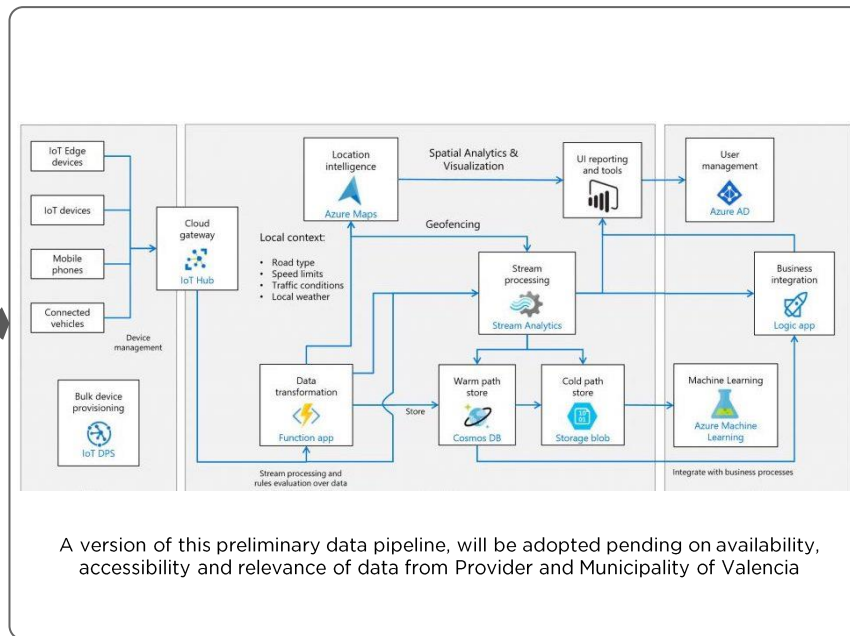 IoT Edge
devices
IoT devices
Mobile
phones
Connected
vehicles
Device
management
Bulk device
provisioning
IoT DPS
Cloud
gateway
IoT Hub
Location
intelligence
Azure Maps
Spatial Analytics &
Visualization
UI reporting
and tools
User
management
Azure AD
Local context:
• Road type
• Speed limits
• Traffic conditions
• Local weather
Geofencing
Stream
processing
Stream Analytics
Business
integration
Logic app
Data
transformation
Function app
Store
Warm path
store
Cosmos DB
Cold path
store
Storage blob
Machine Learning
Azure Machine
Learning
Stream processing and
rules evaluation over data
Integrate with business processes
A version of this preliminary data pipeline, will be adopted pending on availability,
accessibility and relevance of data from Provider and Municipality of Valencia